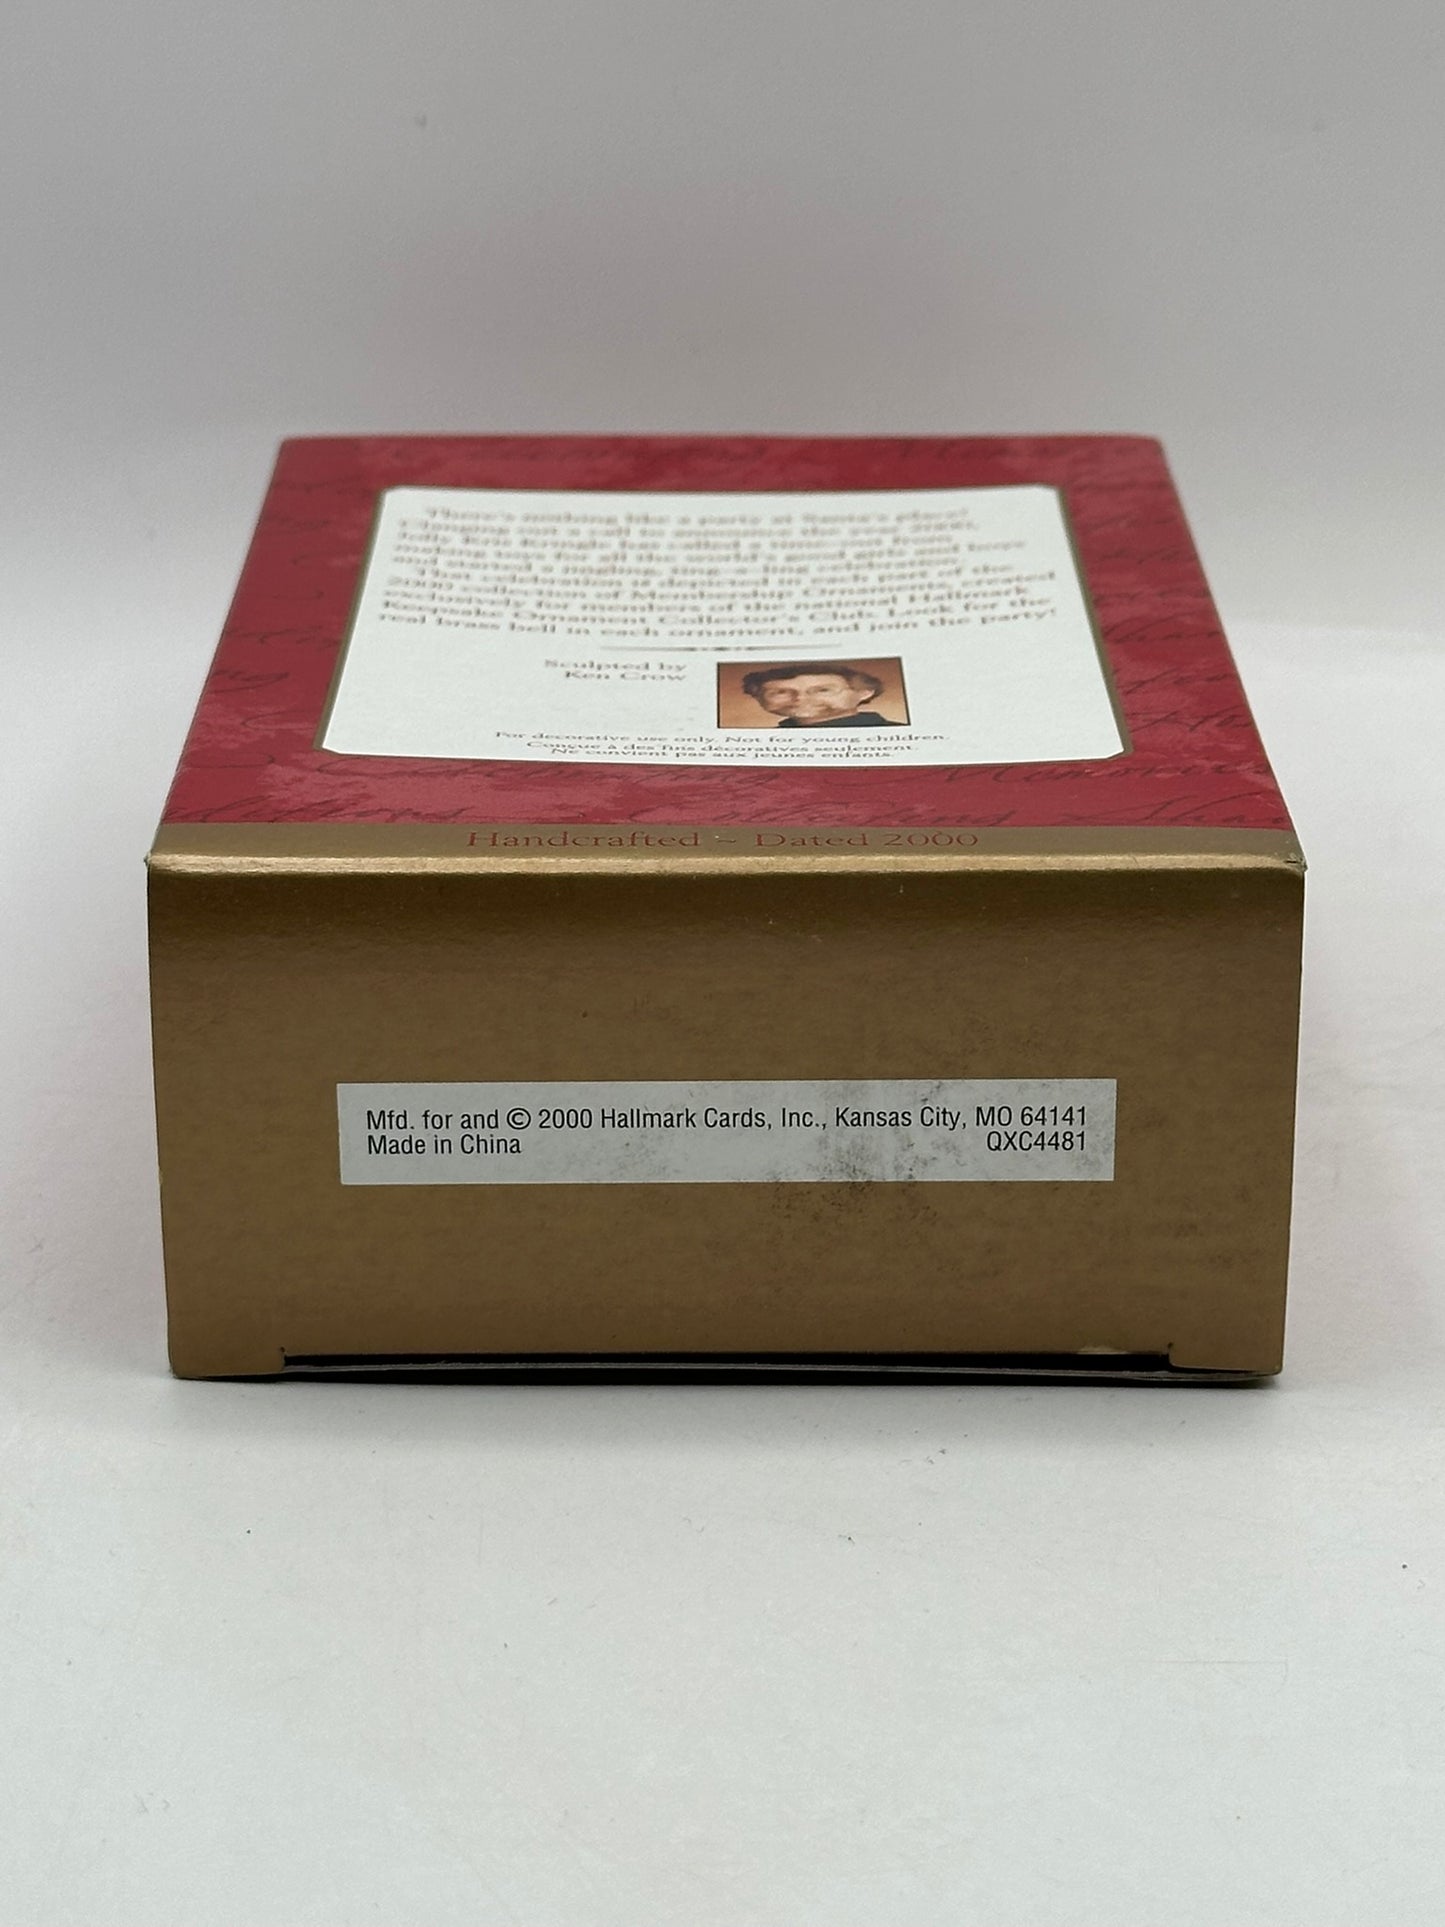 There's nothing like a party at Santa's place!
Clanging out a call to announce the year 2000,
Jolly Kris Kringle has called a time-out from
making toys for all the world's good girls and boys
and started a jingling, ting-a-ling celebration.
That celebration is depicted in each part of the
2000 collection of Membership Ornaments, created
exclusively for members of the national Hallmark
Keepsake Ornament Collector's Club. Look for the
real brass bell in each ornament, and join the party!
Sculpted by
Ken Crow
For decorative use only. Not for young children.
Conçue à des fins décoratives seulement.
Ne convient pas aux jeunes enfants.
Celebrating Memories
Handcrafted ~ Dated 2000
Mfd. for and © 2000 Hallmark Cards, Inc., Kansas City, MO 64141
Made in China QXC4481